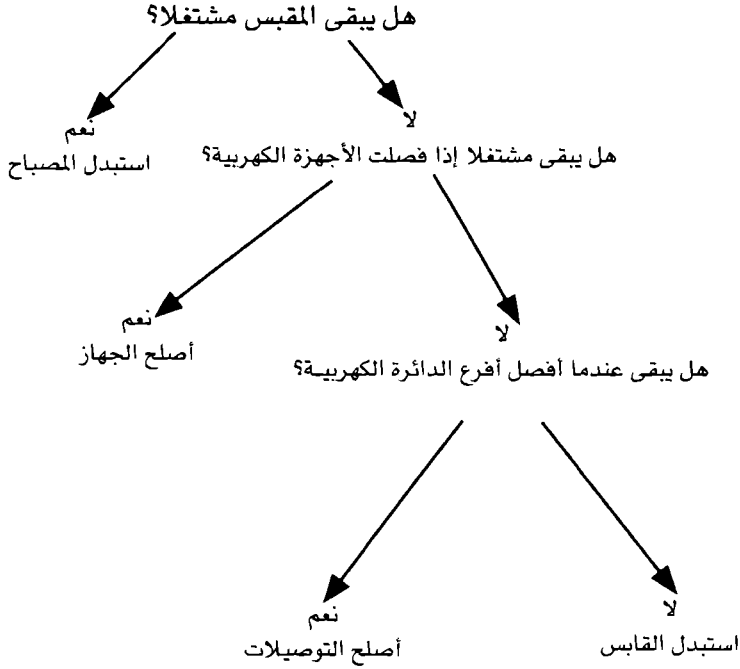 هل يبقى المقبس مشتغلا؟
نعم
استبدل المصباح
لا
هل يبقى مشتغلا إذا فصلت الأجهزة الكهربية؟
نعم
أصلح الجهاز
لا
هل يبقى عندما أفصل أفرع الدائرة الكهربيـة؟
نعم
أصلح التوصيلات
لا
استبدل القابس